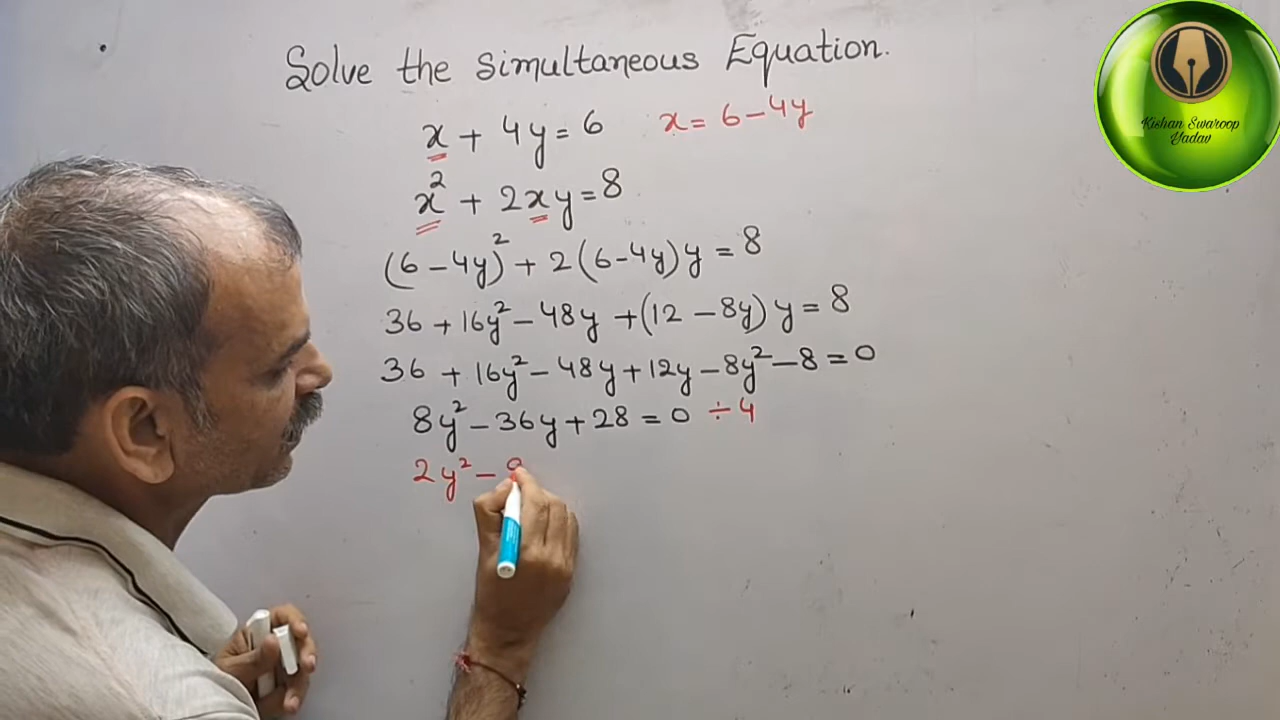 Solve the simultaneous Equation.
x + 4y = 6 x = 6 - 4y
x² + 2xy = 8
(6 - 4y)² + 2(6 - 4y)y = 8
36 + 16y² - 48y + (12 - 8y)y = 8
36 + 16y² - 48y + 12y - 8y² - 8 = 0
8y² - 36y + 28 = 0 ÷ 4
2y² -
Kishan Swaroop
Yadav